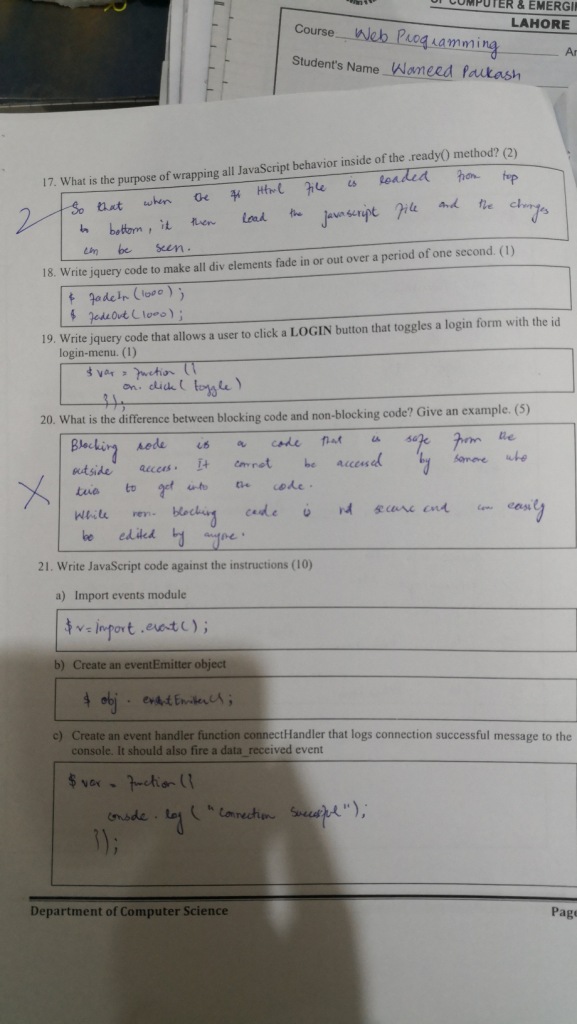 OF COMPUTER & EMERGI
LAHORE
Course Web Programming
Student's Name Waneed Parkash
17. What is the purpose of wrapping all JavaScript behavior inside of the .ready() method? (2)
2
So that when the Html file is loaded from top
to bottom, it then load the javascript file and the changes
can be seen.
18. Write jquery code to make all div elements fade in or out over a period of one second. (1)
$ fadeIn (1000);
$ fadeOut (1000);
19. Write jquery code that allows a user to click a LOGIN button that toggles a login form with the id
login-menu. (1)
$ var = function ({
on. click ( toggle )
});
20. What is the difference between blocking code and non-blocking code? Give an example. (5)
Blocking code is a code that is safe from the
outside access. It cannot be accessed by someone who
tries to get into the code.
While non- blocking code is not secure and can easily
be edited by anyone.
21. Write JavaScript code against the instructions (10)
a) Import events module
$v=import.event();
b) Create an eventEmitter object
$ obj . eventEmitter();
c) Create an event handler function connectHandler that logs connection successful message to the
console. It should also fire a data_received event
$ var = function ({
console . log ( "Connection Successful");
});
Department of Computer Science
Page